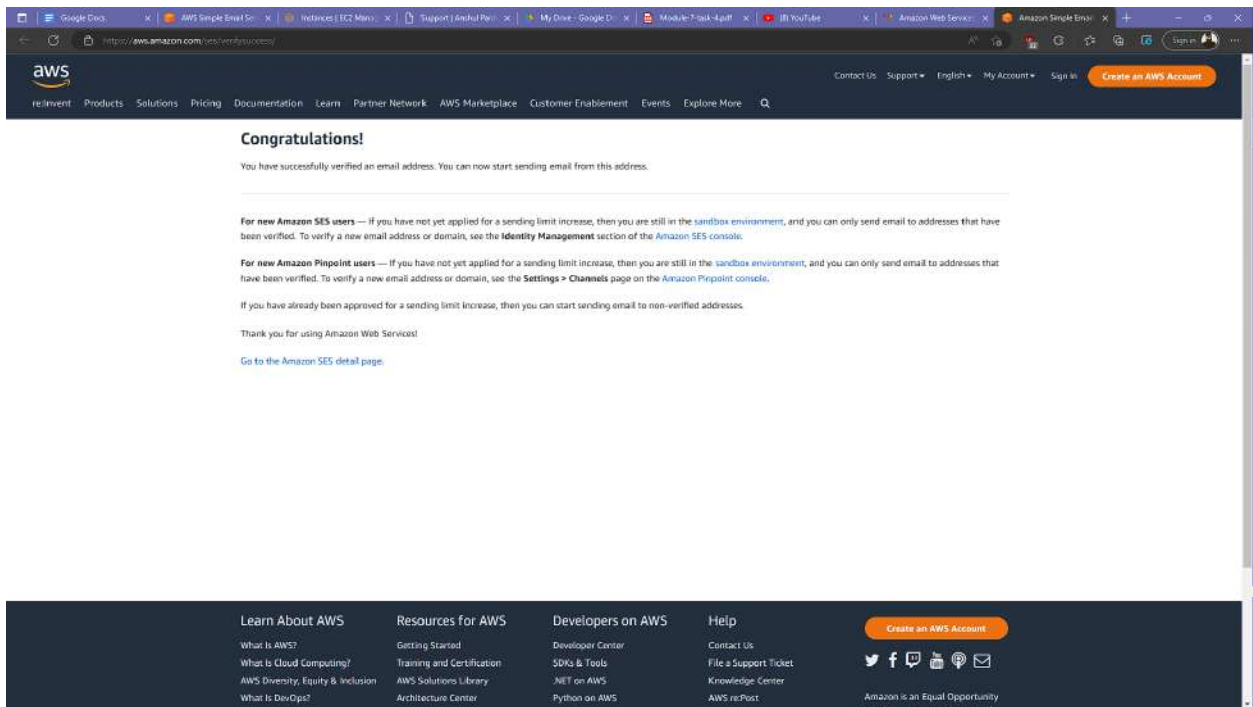 Google Docs
AWS Simple Email Ser
Instances | EC2 Mana
Support | Anshul Pa
My Drive - Google D
Module-7-task-4.pdf
YouTube
Amazon Web Service
Amazon Simple Emai
https://aws.amazon.com/ses/verifysuccess/
Sign in
aws
Contact Us Support English My Account Sign In Create an AWS Account
re:Invent Products Solutions Pricing Documentation Learn Partner Network AWS Marketplace Customer Enablement Events Explore More
Congratulations!
You have successfully verified an email address. You can now start sending email from this address.
For new Amazon SES users — If you have not yet applied for a sending limit increase, then you are still in the sandbox environment, and you can only send email to addresses that have
been verified. To verify a new email address or domain, see the Identity Management section of the Amazon SES console.
For new Amazon Pinpoint users — If you have not yet applied for a sending limit increase, then you are still in the sandbox environment, and you can only send email to addresses that
have been verified. To verify a new email address or domain, see the Settings > Channels page on the Amazon Pinpoint console.
If you have already been approved for a sending limit increase, then you can start sending email to non-verified addresses.
Thank you for using Amazon Web Services!
Go to the Amazon SES detail page.
Learn About AWS
What Is AWS?
What Is Cloud Computing?
AWS Diversity, Equity & Inclusion
What Is DevOps?
Resources for AWS
Getting Started
Training and Certification
AWS Solutions Library
Architecture Center
Developers on AWS
Developer Center
SDKs & Tools
.NET on AWS
Python on AWS
Help
Contact Us
File a Support Ticket
Knowledge Center
AWS re:Post
Create an AWS Account
Amazon is an Equal Opportunity